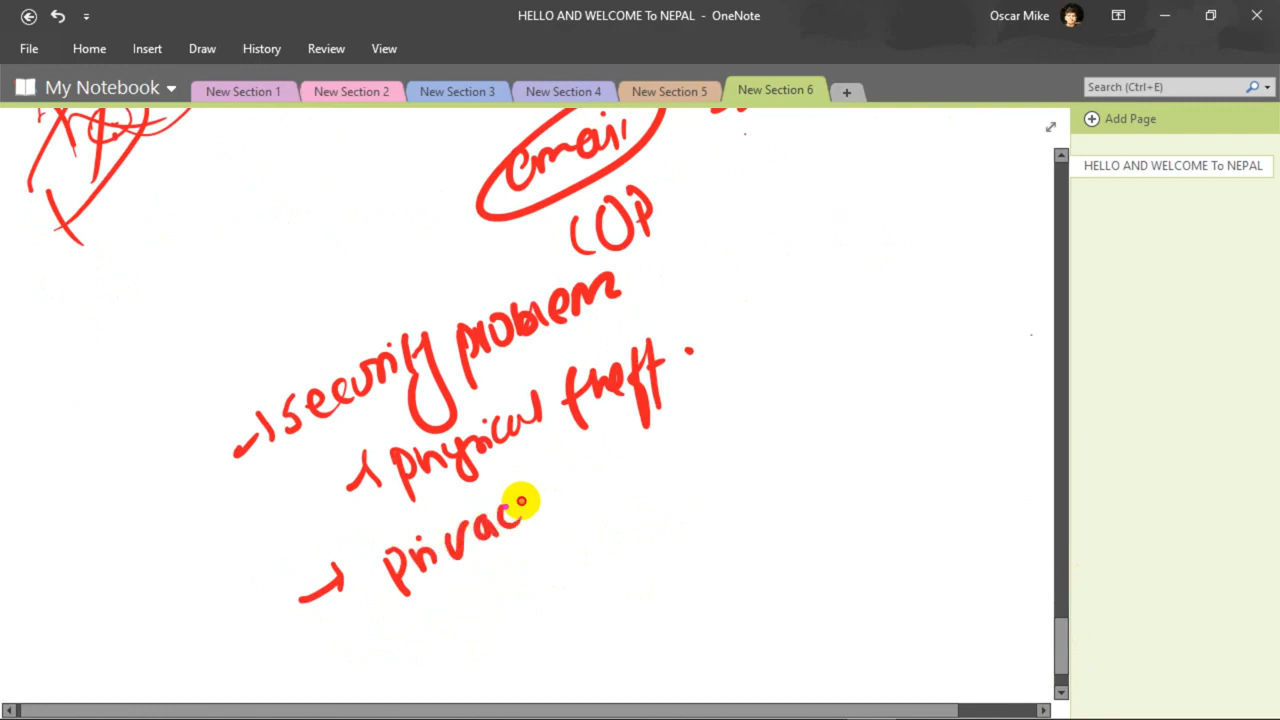 HELLO AND WELCOME To NEPAL - OneNote
Oscar Mike
File Home Insert Draw History Review View
My Notebook
New Section 1 New Section 2 New Section 3 New Section 4 New Section 5 New Section 6
Search (Ctrl+E)
Add Page
HELLO AND WELCOME To NEPAL
email
→ security problem
→ physical theft.
→ privac